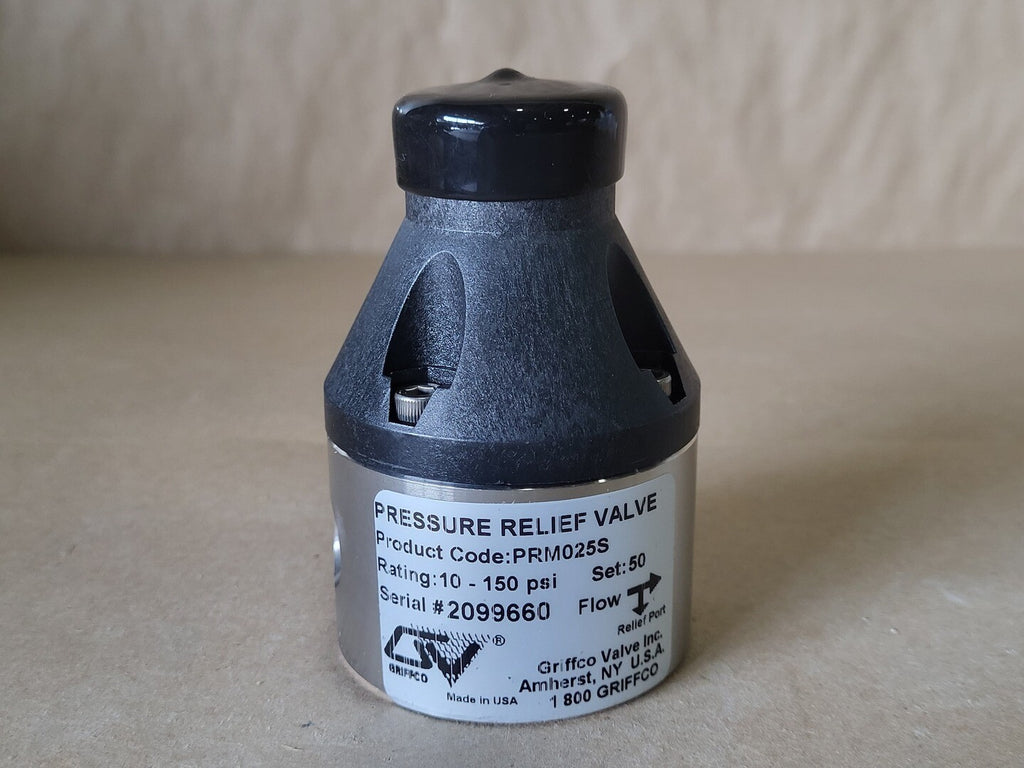 PRESSURE RELIEF VALVE
Product Code:PRM025S
Rating:10 - 150 psi Set:50
Serial #2099660 Flow
Relief Port
GV®
GRIFFCO
Griffco Valve Inc.
Amherst, NY U.S.A.
Made in USA 1 800 GRIFFCO